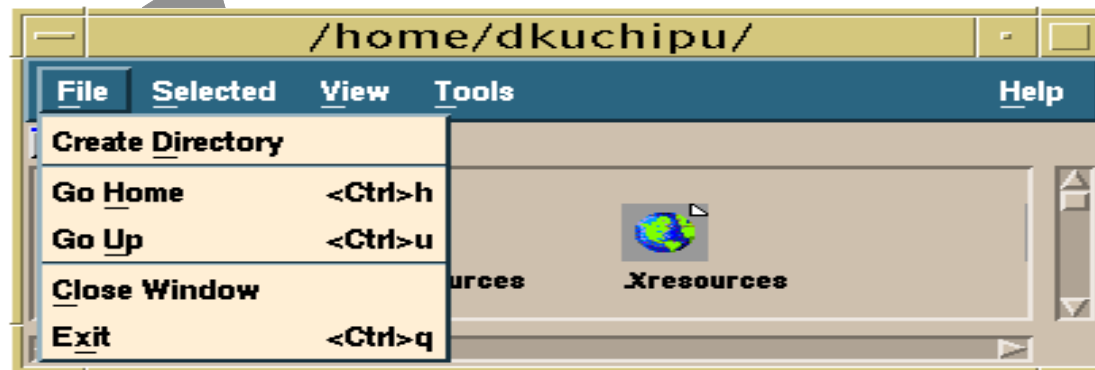 /home/dkuchipu/
File Selected View Tools Help
Create Directory
Go Home <Ctrl>h
Go Up <Ctrl>u
Close Window
Exit <Ctrl>q
urces .Xresources